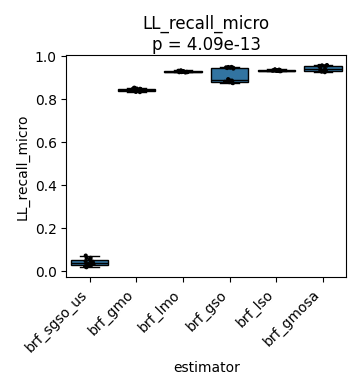 LL_recall_micro
p = 4.09e-13
LL_recall_micro
1.0
0.8
0.6
0.4
0.2
0.0
brf_sgso_us
brf_gmo
brf_lmo
brf_gso
brf_lso
brf_gmosa
estimator